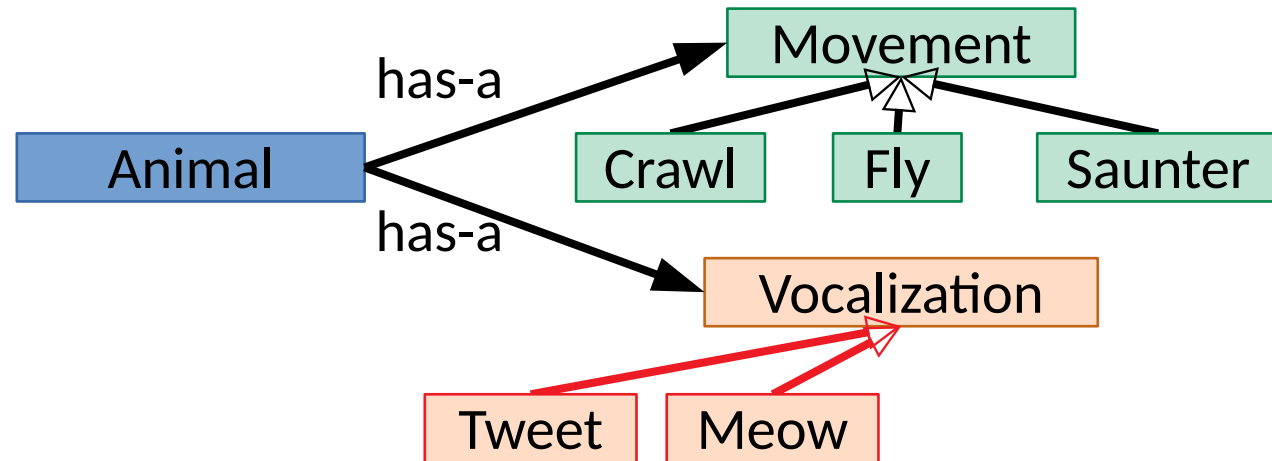 Movement
has-a
Animal
Crawl
Fly
Saunter
has-a
Vocalization
Tweet
Meow